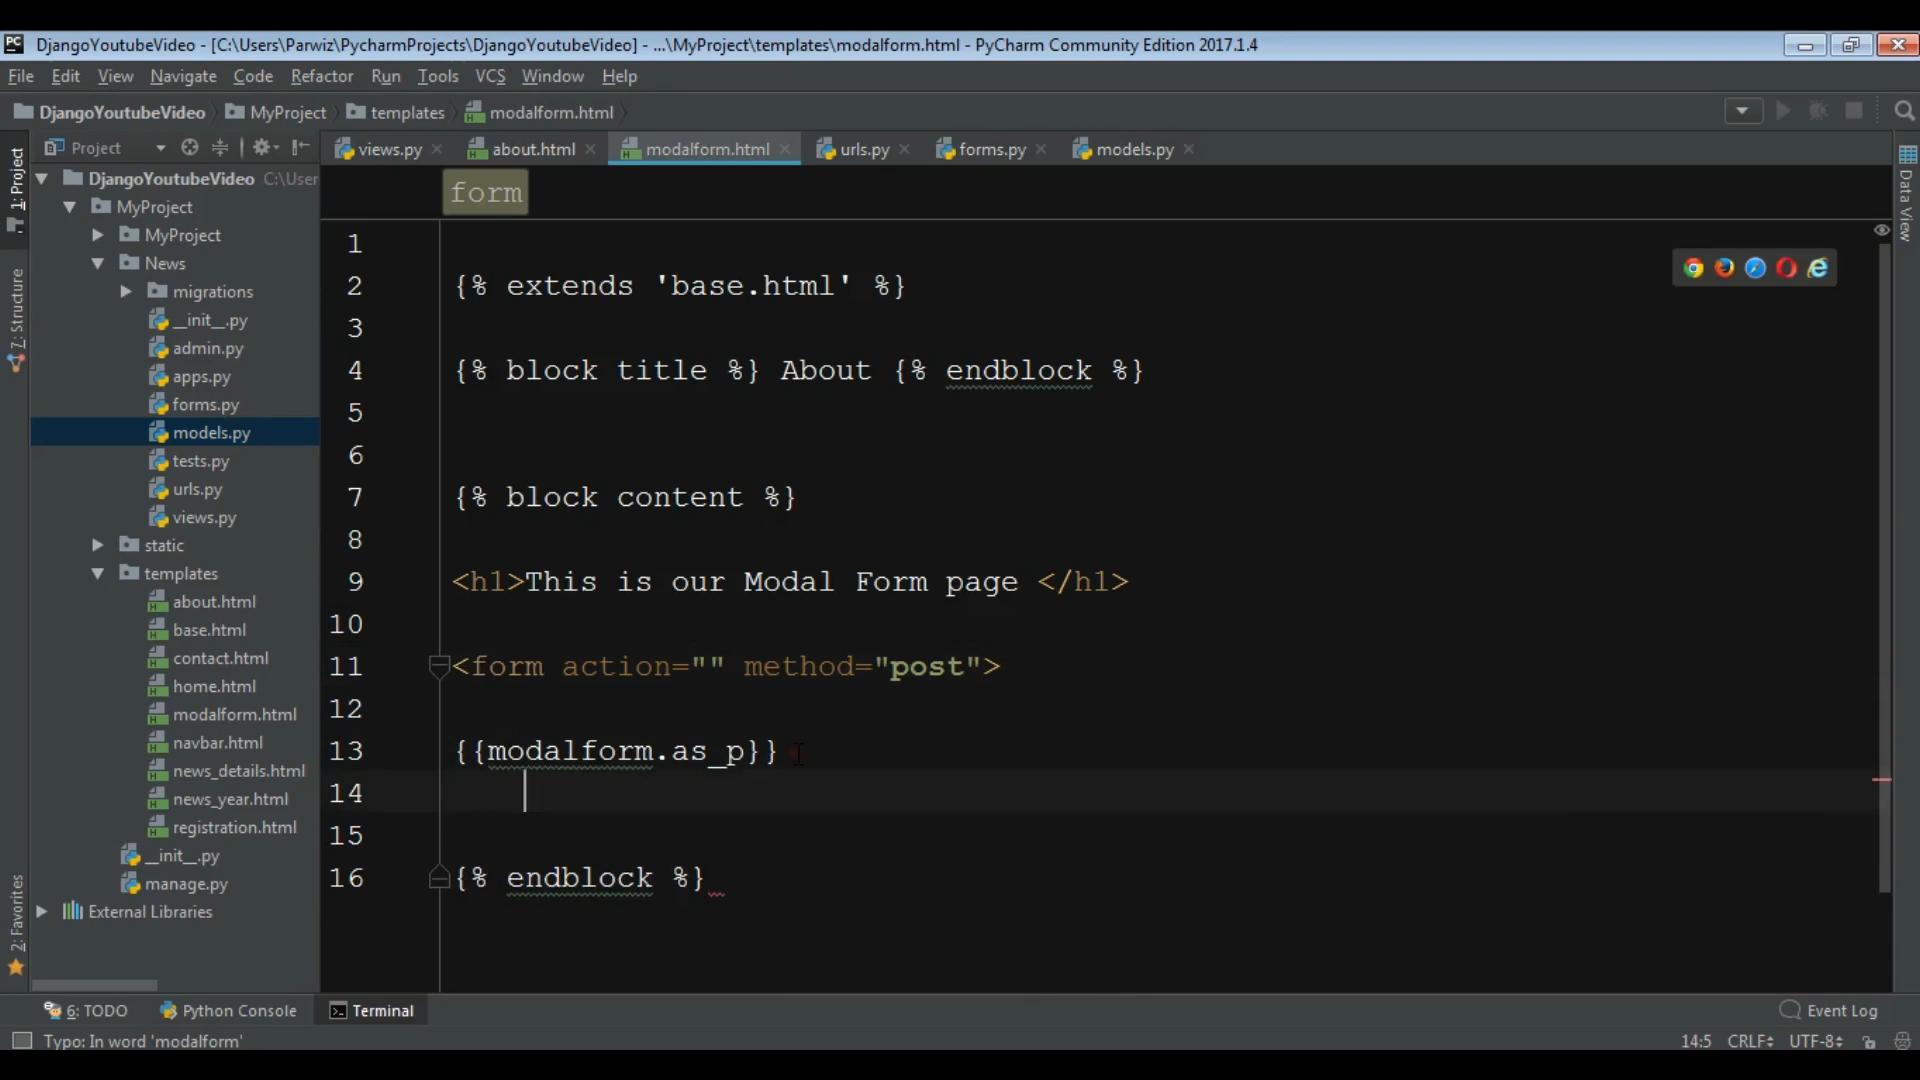 PC DjangoYoutubeVideo - [C:\Users\Parwiz\PycharmProjects\DjangoYoutubeVideo] - ...\MyProject\templates\modalform.html - PyCharm Community Edition 2017.1.4
File Edit View Navigate Code Refactor Run Tools VCS Window Help
DjangoYoutubeVideo MyProject templates modalform.html
Project
views.py about.html modalform.html urls.py forms.py models.py
1: Project
7: Structure
2: Favorites
DjangoYoutubeVideo C:\User
MyProject
MyProject
News
migrations
__init__.py
admin.py
apps.py
forms.py
models.py
tests.py
urls.py
views.py
static
templates
about.html
base.html
contact.html
home.html
modalform.html
navbar.html
news_details.html
news_year.html
registration.html
__init__.py
manage.py
External Libraries
form
1
2 {% extends 'base.html' %}
3
4 {% block title %} About {% endblock %}
5
6
7 {% block content %}
8
9 <h1>This is our Modal Form page </h1>
10
11 <form action="" method="post">
12
13 {{modalform.as_p}}
14
15
16 {% endblock %}
Data View
6: TODO Python Console Terminal Event Log
Typo: In word 'modalform' 14:5 CRLF UTF-8